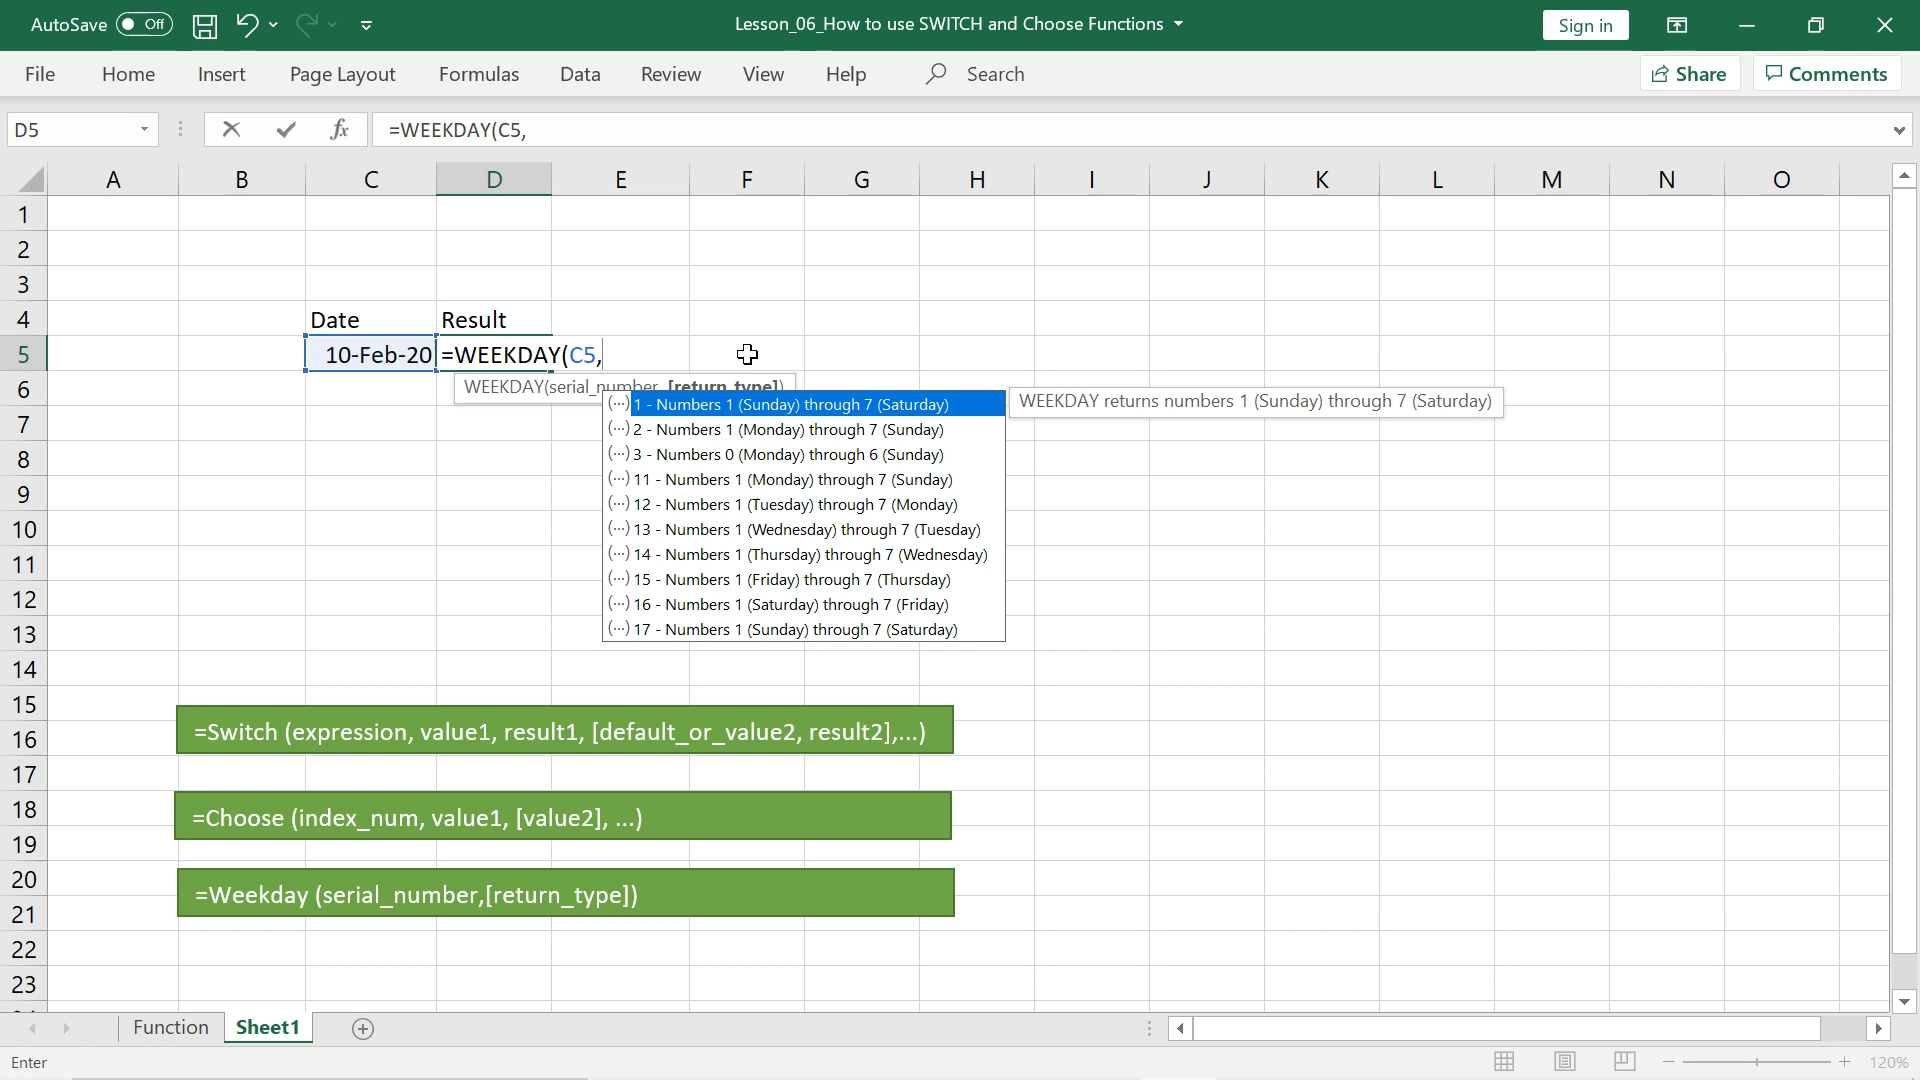 AutoSave Off
Lesson_06_How to use SWITCH and Choose Functions
Sign in
File Home Insert Page Layout Formulas Data Review View Help Search Share Comments
D5 fx =WEEKDAY(C5,
A B C D E F G H I J K L M N O
1
2
3
4 Date Result
5 10-Feb-20 =WEEKDAY(C5,
6 WEEKDAY(serial_number, [return_type])
(...) 1 - Numbers 1 (Sunday) through 7 (Saturday) WEEKDAY returns numbers 1 (Sunday) through 7 (Saturday)
7 (...) 2 - Numbers 1 (Monday) through 7 (Sunday)
8 (...) 3 - Numbers 0 (Monday) through 6 (Sunday)
(...) 11 - Numbers 1 (Monday) through 7 (Sunday)
9 (...) 12 - Numbers 1 (Tuesday) through 7 (Monday)
10 (...) 13 - Numbers 1 (Wednesday) through 7 (Tuesday)
11 (...) 14 - Numbers 1 (Thursday) through 7 (Wednesday)
(...) 15 - Numbers 1 (Friday) through 7 (Thursday)
12 (...) 16 - Numbers 1 (Saturday) through 7 (Friday)
13 (...) 17 - Numbers 1 (Sunday) through 7 (Saturday)
14
15
16 =Switch (expression, value1, result1, [default_or_value2, result2],...)
17
18 =Choose (index_num, value1, [value2], ...)
19
20 =Weekday (serial_number,[return_type])
21
22
23
Function Sheet1
Enter 120%